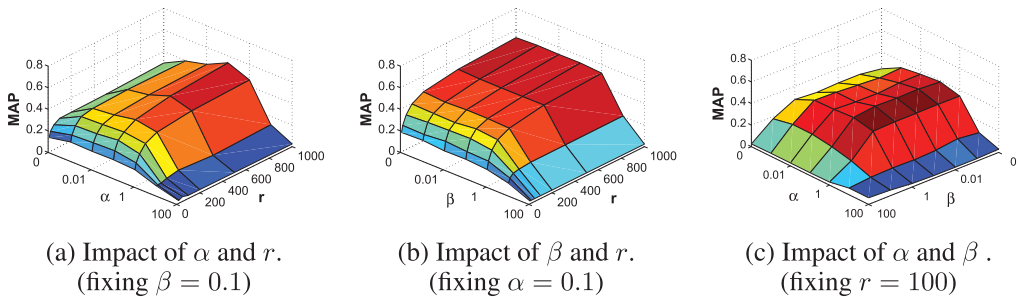 0.8
0.6
0.4
0.2
0
MAP
0
0.01
α
1
100
0
200
400
600
800
1000
r
0.8
0.6
0.4
0.2
0
MAP
0
0.01
β
1
100
0
200
400
600
800
1000
r
0.8
0.6
0.4
0.2
0
MAP
0
0.01
α
1
100
100
1
β
0.01
0
(a) Impact of α and r.
(fixing β = 0.1)
(b) Impact of β and r.
(fixing α = 0.1)
(c) Impact of α and β .
(fixing r = 100)